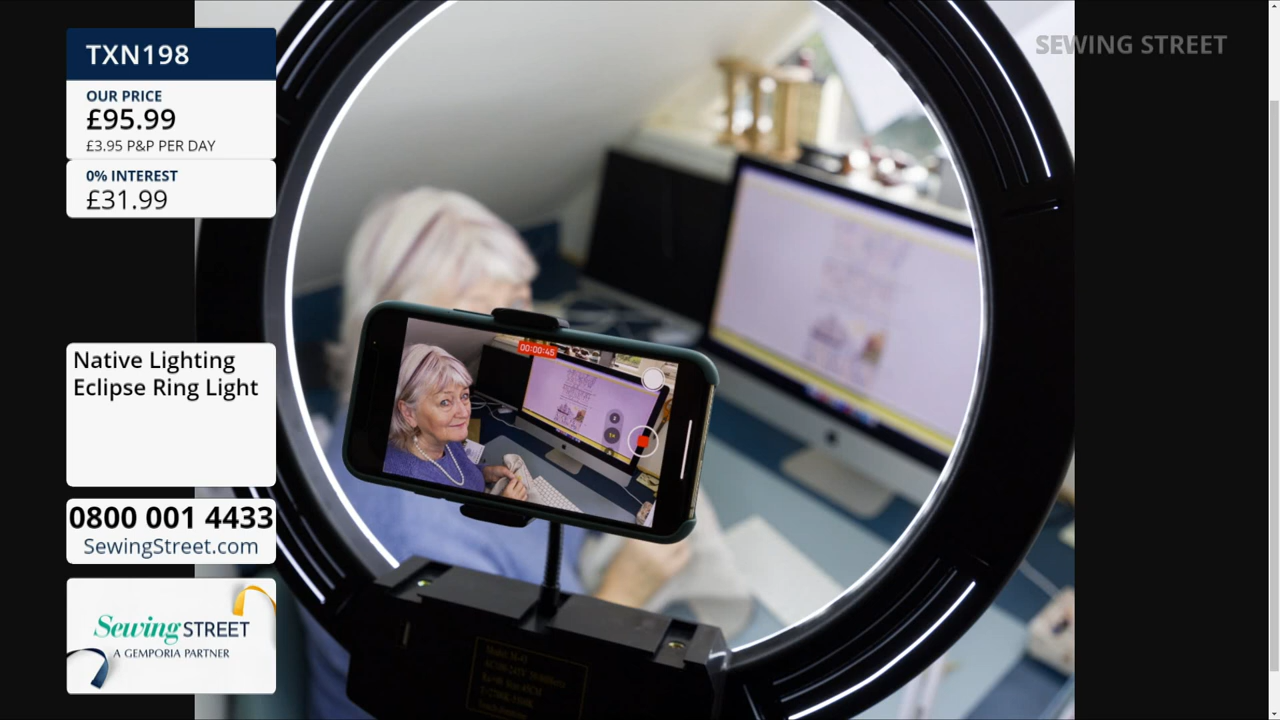 TXN198
OUR PRICE
£95.99
£3.95 P&P PER DAY
0% INTEREST
£31.99
Native Lighting
Eclipse Ring Light
0800 001 4433
SewingStreet.com
Sewing STREET
A GEMPORIA PARTNER
SEWING STREET
00:00:45